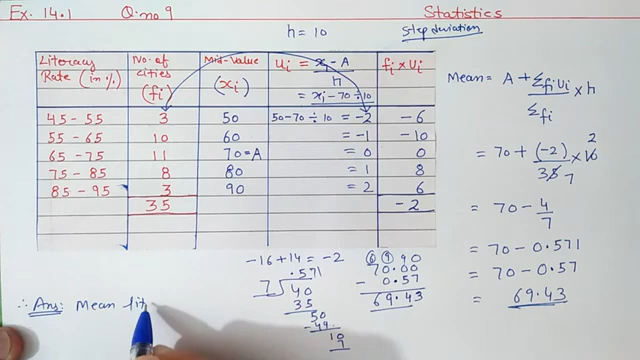 Ex. 14.1 Q.no 9 Statistics
h = 10 step deviation
Literacy Rate (in %) No. of cities (fi) Mid-Value (xi) ui = xi - A / h = xi - 70 ÷ 10 fi × ui
45 - 55 3 50 50 - 70 ÷ 10 = -2 -6
55 - 65 10 60 = -1 -10
65 - 75 11 70 = A = 0 0
75 - 85 8 80 = 1 8
85 - 95 3 90 = 2 6
35 -2
Mean = A + Σfiui / Σfi × h
= 70 + (-2) / 35 7 × 10 2
= 70 - 4/7
= 70 - 0.571
= 70 - 0.57
= 69.43
-16 + 14 = -2
.571
7 40
35
50
-49
10
9
6 9 90
70.00
- 0.57
69.43
∴ Ans: Mean lit